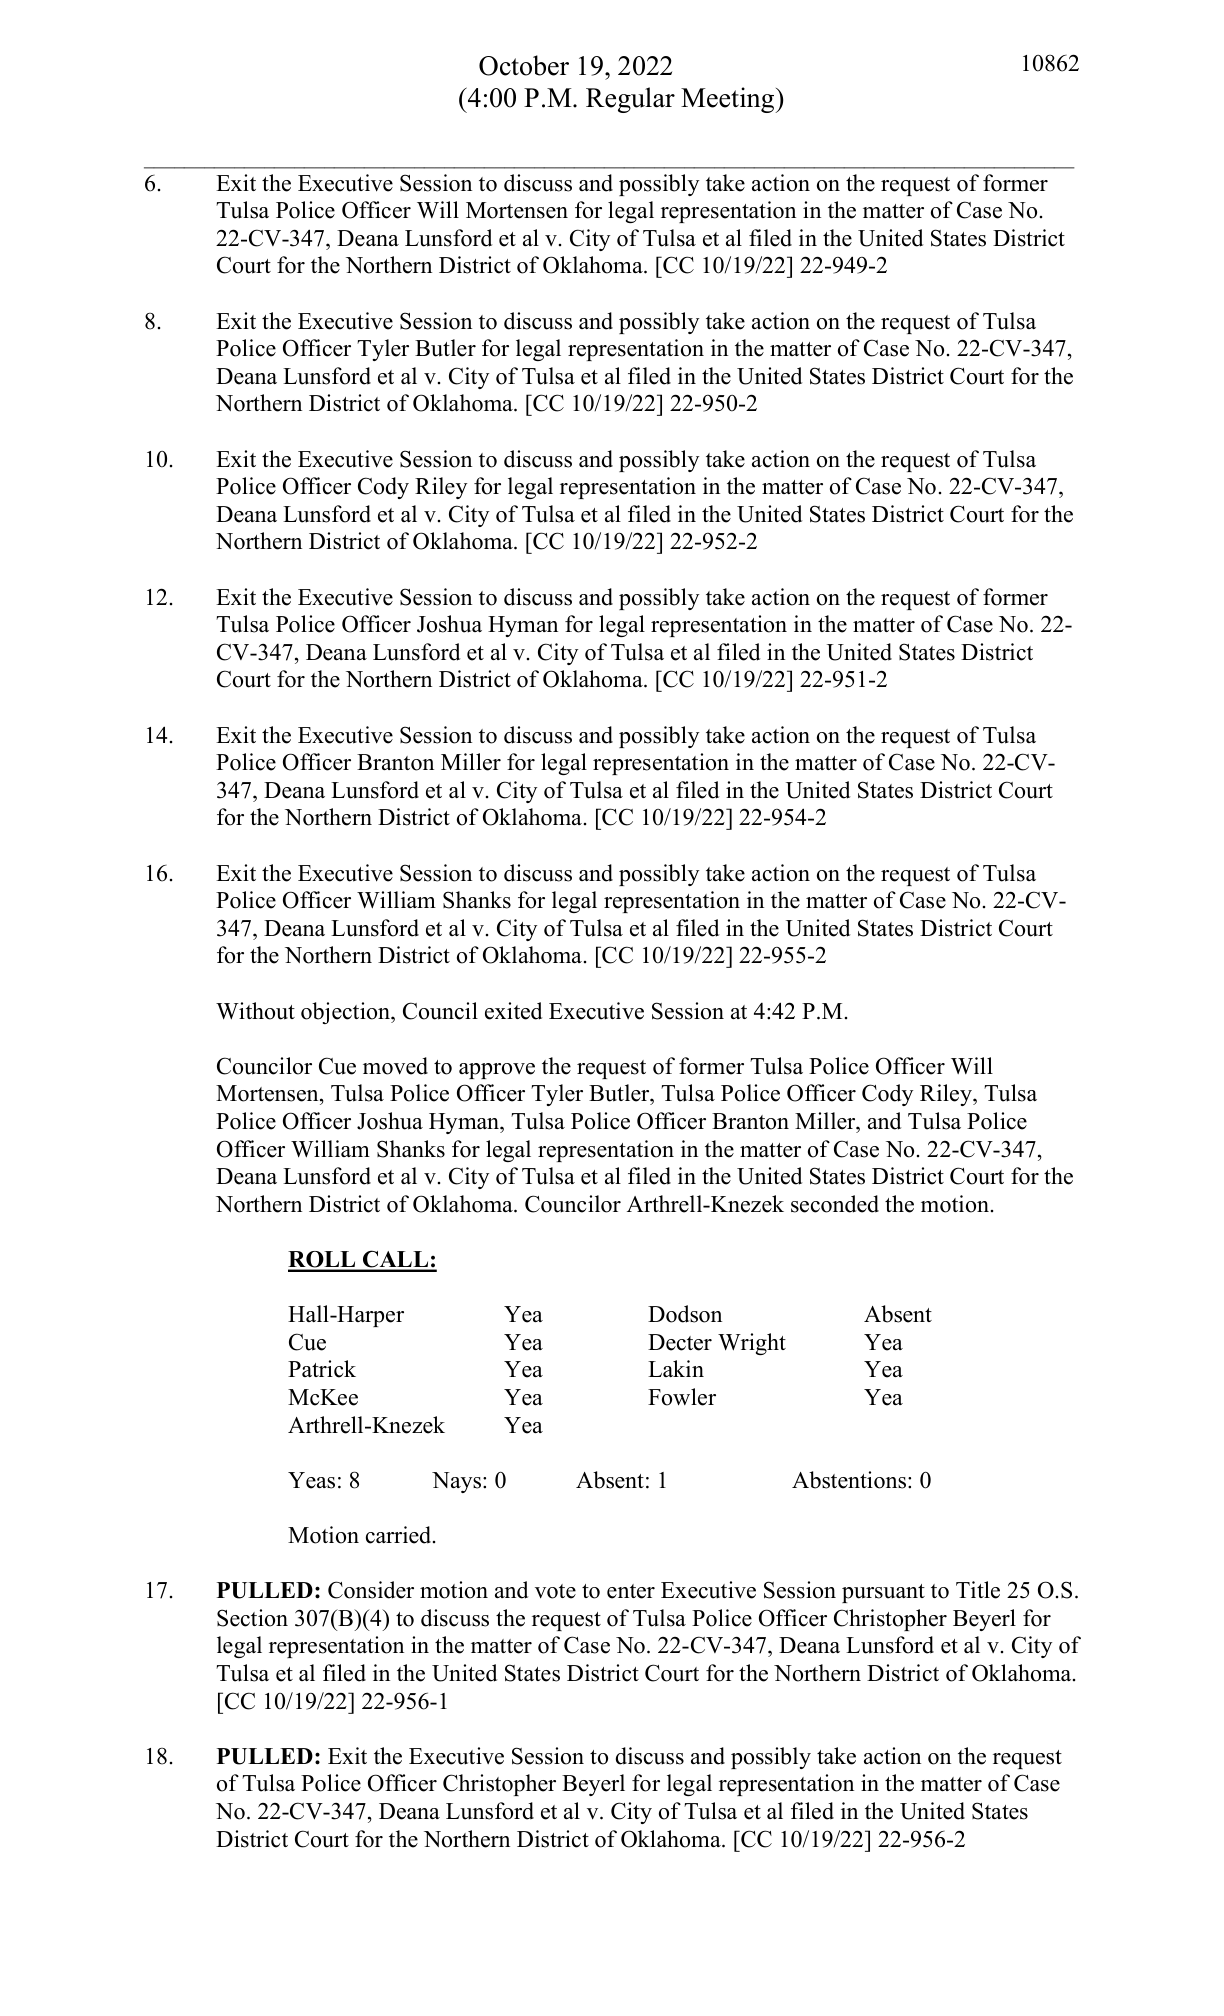 October 19, 2022 10862
(4:00 P.M. Regular Meeting)
6. Exit the Executive Session to discuss and possibly take action on the request of former
Tulsa Police Officer Will Mortensen for legal representation in the matter of Case No.
22-CV-347, Deana Lunsford et al v. City of Tulsa et al filed in the United States District
Court for the Northern District of Oklahoma. [CC 10/19/22] 22-949-2
8. Exit the Executive Session to discuss and possibly take action on the request of Tulsa
Police Officer Tyler Butler for legal representation in the matter of Case No. 22-CV-347,
Deana Lunsford et al v. City of Tulsa et al filed in the United States District Court for the
Northern District of Oklahoma. [CC 10/19/22] 22-950-2
10. Exit the Executive Session to discuss and possibly take action on the request of Tulsa
Police Officer Cody Riley for legal representation in the matter of Case No. 22-CV-347,
Deana Lunsford et al v. City of Tulsa et al filed in the United States District Court for the
Northern District of Oklahoma. [CC 10/19/22] 22-952-2
12. Exit the Executive Session to discuss and possibly take action on the request of former
Tulsa Police Officer Joshua Hyman for legal representation in the matter of Case No. 22-
CV-347, Deana Lunsford et al v. City of Tulsa et al filed in the United States District
Court for the Northern District of Oklahoma. [CC 10/19/22] 22-951-2
14. Exit the Executive Session to discuss and possibly take action on the request of Tulsa
Police Officer Branton Miller for legal representation in the matter of Case No. 22-CV-
347, Deana Lunsford et al v. City of Tulsa et al filed in the United States District Court
for the Northern District of Oklahoma. [CC 10/19/22] 22-954-2
16. Exit the Executive Session to discuss and possibly take action on the request of Tulsa
Police Officer William Shanks for legal representation in the matter of Case No. 22-CV-
347, Deana Lunsford et al v. City of Tulsa et al filed in the United States District Court
for the Northern District of Oklahoma. [CC 10/19/22] 22-955-2
Without objection, Council exited Executive Session at 4:42 P.M.
Councilor Cue moved to approve the request of former Tulsa Police Officer Will
Mortensen, Tulsa Police Officer Tyler Butler, Tulsa Police Officer Cody Riley, Tulsa
Police Officer Joshua Hyman, Tulsa Police Officer Branton Miller, and Tulsa Police
Officer William Shanks for legal representation in the matter of Case No. 22-CV-347,
Deana Lunsford et al v. City of Tulsa et al filed in the United States District Court for the
Northern District of Oklahoma. Councilor Arthrell-Knezek seconded the motion.
ROLL CALL:
Hall-Harper Yea Dodson Absent
Cue Yea Decter Wright Yea
Patrick Yea Lakin Yea
McKee Yea Fowler Yea
Arthrell-Knezek Yea
Yeas: 8 Nays: 0 Absent: 1 Abstentions: 0
Motion carried.
17. PULLED: Consider motion and vote to enter Executive Session pursuant to Title 25 O.S.
Section 307(B)(4) to discuss the request of Tulsa Police Officer Christopher Beyerl for
legal representation in the matter of Case No. 22-CV-347, Deana Lunsford et al v. City of
Tulsa et al filed in the United States District Court for the Northern District of Oklahoma.
[CC 10/19/22] 22-956-1
18. PULLED: Exit the Executive Session to discuss and possibly take action on the request
of Tulsa Police Officer Christopher Beyerl for legal representation in the matter of Case
No. 22-CV-347, Deana Lunsford et al v. City of Tulsa et al filed in the United States
District Court for the Northern District of Oklahoma. [CC 10/19/22] 22-956-2